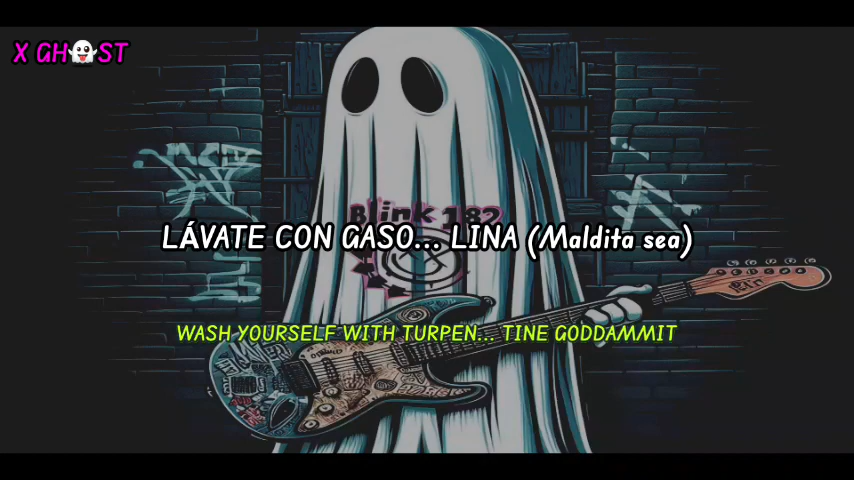 X GH👻ST
Blink 182
LÁVATE CON GASO... LINA (Maldita sea)
WASH YOURSELF WITH TURPEN... TINE GODDAMMIT